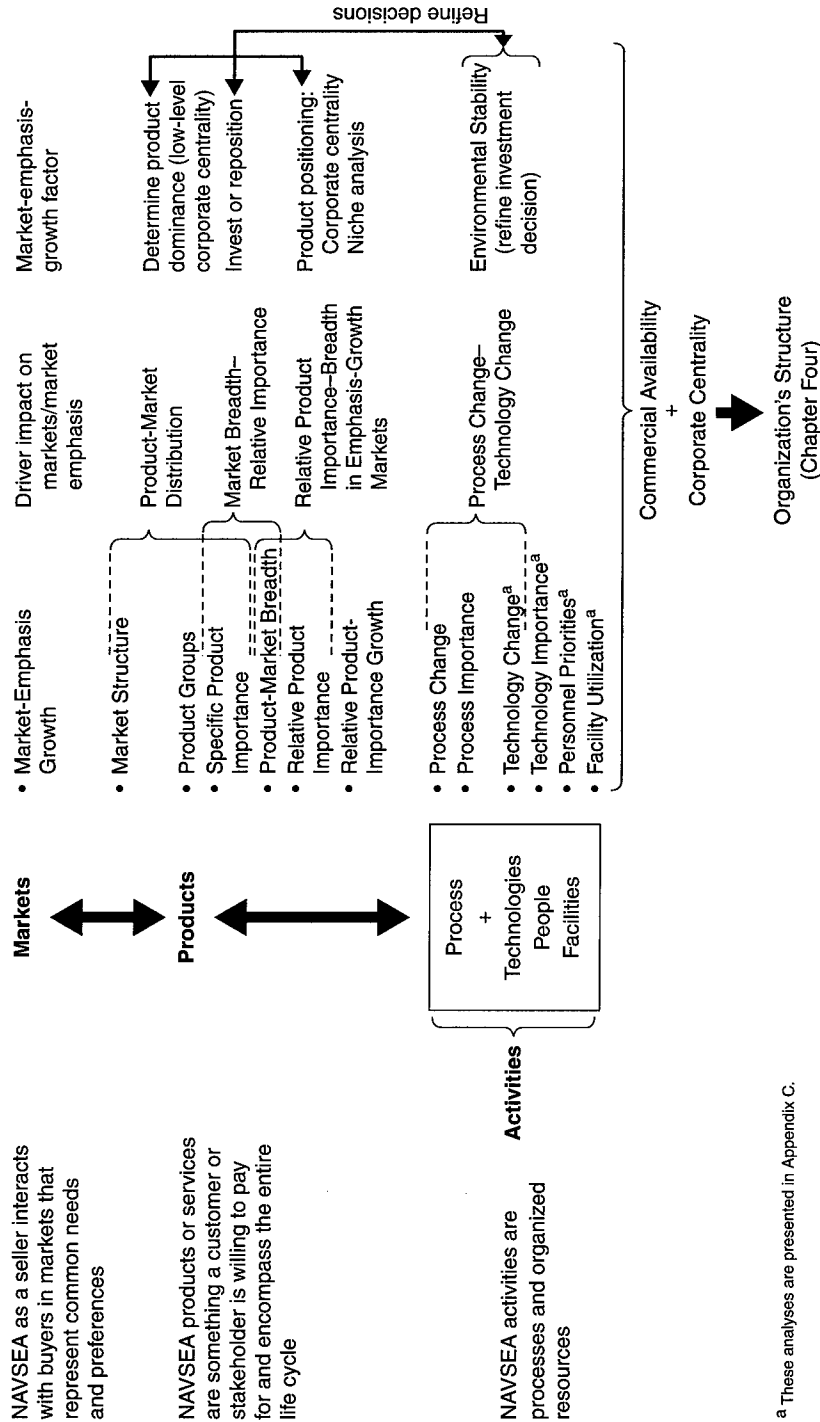 NAVSEA as a seller interacts
with buyers in markets that
represent common needs
and preferences
NAVSEA products or services
are something a customer or
stakeholder is willing to pay
for and encompass the entire
life cycle
NAVSEA activities are
processes and organized
resources
Markets
Products
Activities
Process
+
Technologies
People
Facilities
• Market-Emphasis
Growth
• Market Structure
• Product Groups
• Specific Product
Importance
• Product-Market Breadth
• Relative Product
Importance
• Relative Product-
Importance Growth
• Process Change
• Process Importance
• Technology Changeᵃ
• Technology Importanceᵃ
• Personnel Prioritiesᵃ
• Facility Utilizationᵃ
Driver impact on
markets/market
emphasis
Product-Market
Distribution
Market Breadth–
Relative Importance
Relative Product
Importance–Breadth
in Emphasis-Growth
Markets
Process Change–
Technology Change
Market-emphasis-
growth factor
Determine product
dominance (low-level
corporate centrality)
Invest or reposition
Product positioning:
Corporate centrality
Niche analysis
Environmental Stability
(refine investment
decision)
Refine decisions
Commercial Availability
+
Corporate Centrality
Organization's Structure
(Chapter Four)
ᵃ These analyses are presented in Appendix C.